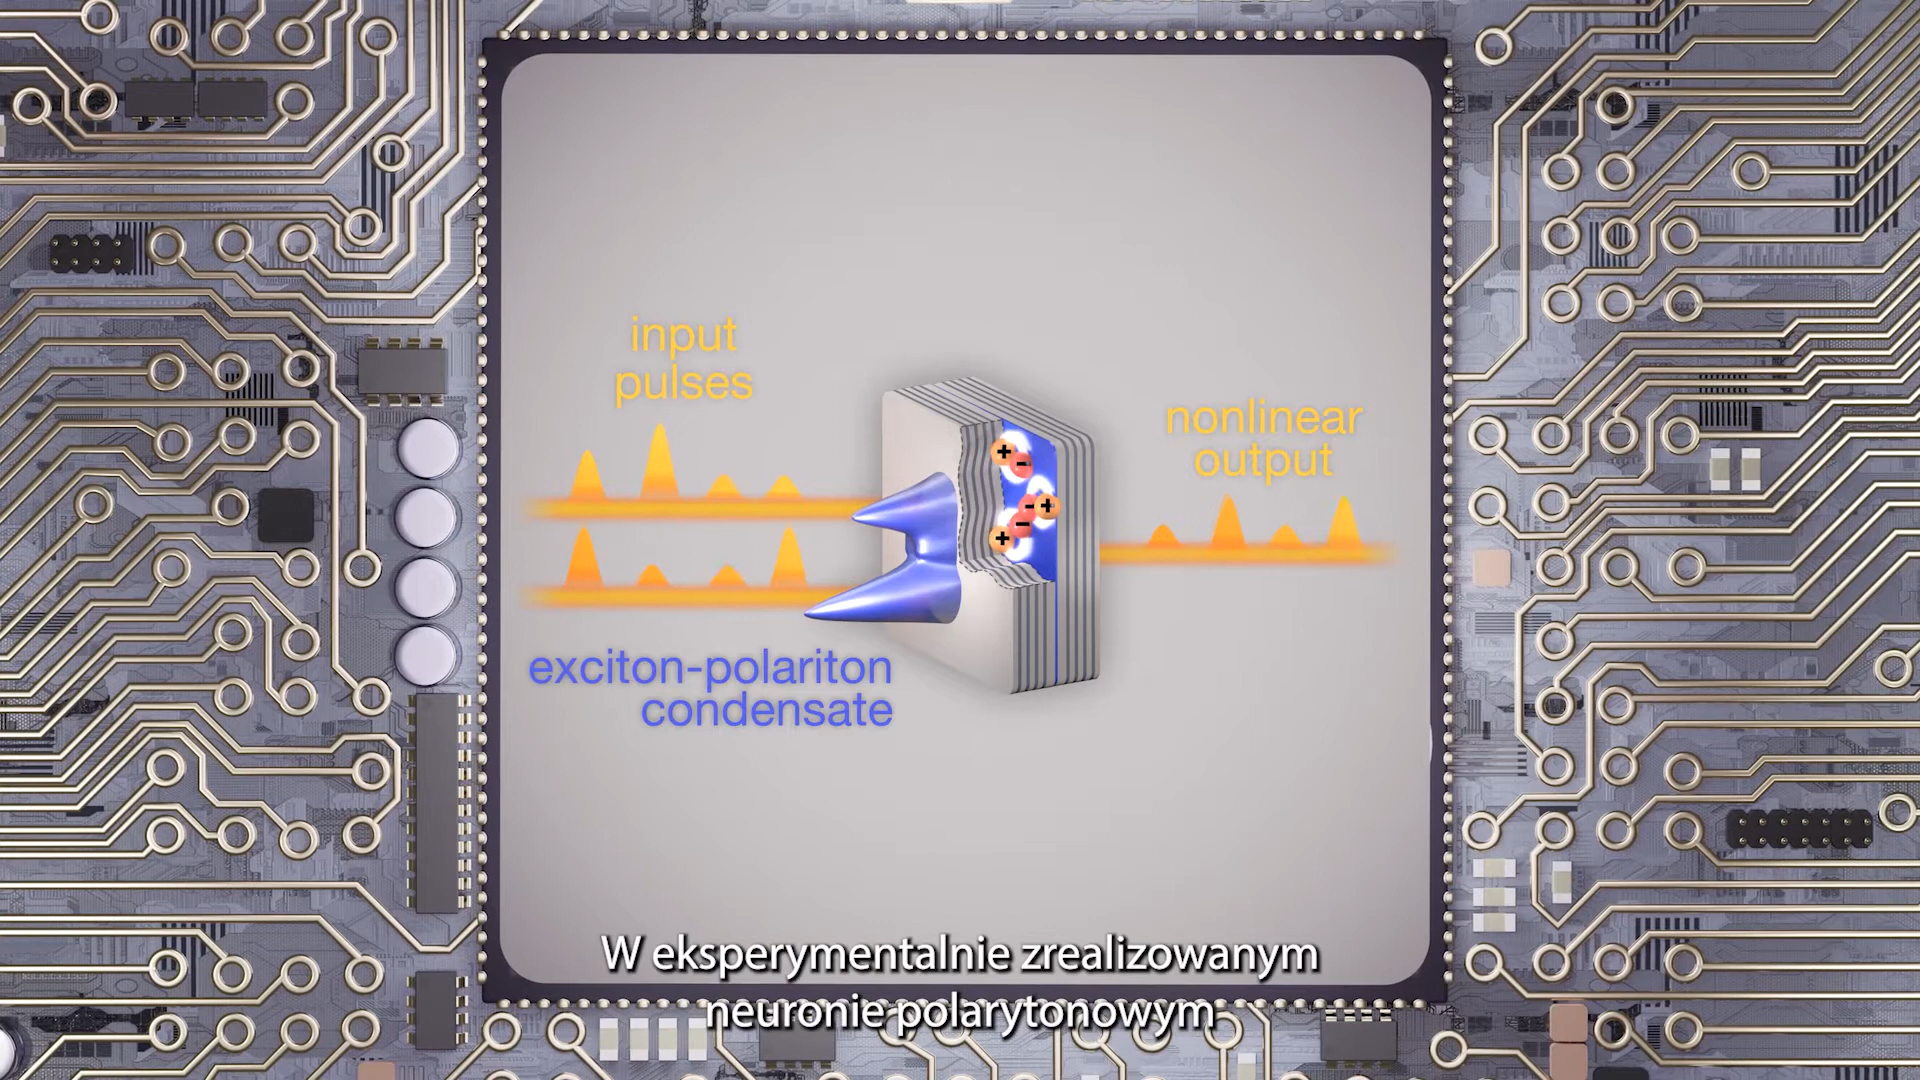 input
pulses
nonlinear
output
exciton-polariton
condensate
W eksperymentalnie zrealizowanym
neuronie polarytonowym